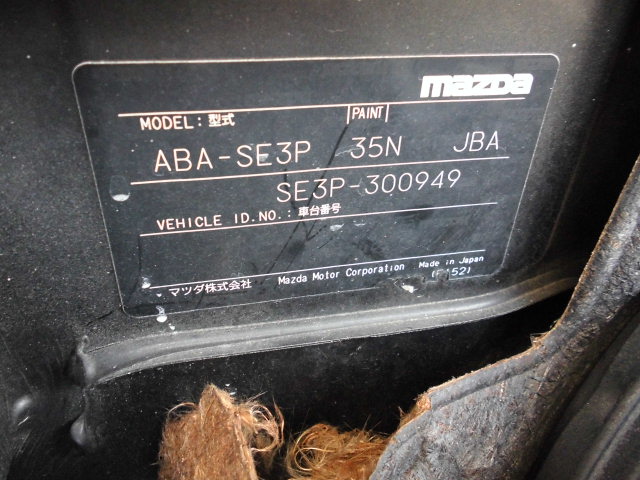 mazda
MODEL: 型式 PAINT
ABA-SE3P 35N JBA
SE3P-300949
VEHICLE ID.NO.: 車台番号
マツダ株式会社 Mazda Motor Corporation Made in Japan